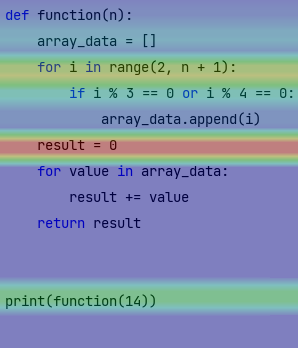 def function(n):
    array_data = []
    for i in range(2, n + 1):
        if i % 3 == 0 or i % 4 == 0:
            array_data.append(i)
    result = 0
    for value in array_data:
        result += value
    return result

print(function(14))